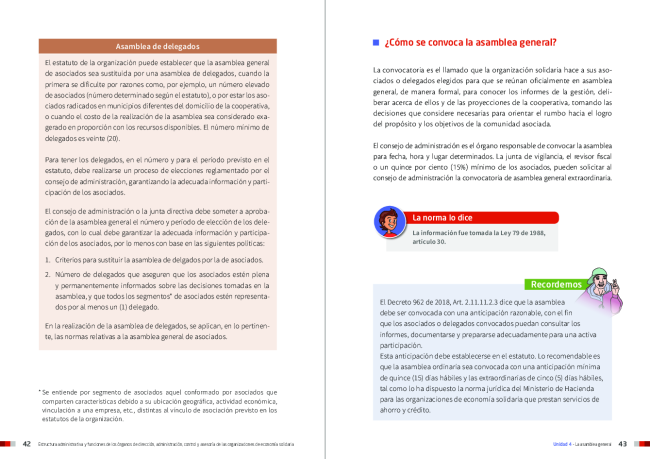 Asamblea de delegados
El estatuto de la organización puede establecer que la asamblea general
de asociados sea sustituida por una asamblea de delegados, cuando la
primera se dificulte por razones como, por ejemplo, un número elevado
de asociados (número determinado según el estatuto), o por estar los aso-
ciados radicados en municipios diferentes del domicilio de la cooperativa,
o cuando el costo de la realización de la asamblea sea considerado exa-
gerado en proporción con los recursos disponibles. El número mínimo de
delegados es veinte (20).
Para tener los delegados, en el número y para el período previsto en el
estatuto, debe realizarse un proceso de elecciones reglamentado por el
consejo de administración, garantizando la adecuada información y parti-
cipación de los asociados.
El consejo de administración o la junta directiva debe someter a aproba-
ción de la asamblea general el número y período de elección de los dele-
gados, con lo cual debe garantizar la adecuada información y participa-
ción de los asociados, por lo menos con base en las siguientes políticas:
1. Criterios para sustituir la asamblea de delgados por la de asociados.
2. Número de delegados que aseguren que los asociados estén plena
y permanentemente informados sobre las decisiones tomadas en la
asamblea, y que todos los segmentos* de asociados estén representa-
dos por al menos un (1) delegado.
En la realización de la asamblea de delegados, se aplican, en lo pertinen-
te, las normas relativas a la asamblea general de asociados.
* Se entiende por segmento de asociados aquel conformado por asociados que
comparten características debido a su ubicación geográfica, actividad económica,
vinculación a una empresa, etc., distintas al vínculo de asociación previsto en los
estatutos de la organización.
42 Estructura administrativa y funciones de los órganos de dirección, administración, control y asesoría de las organizaciones de economía solidaria
¿Cómo se convoca la asamblea general?
La convocatoria es el llamado que la organización solidaria hace a sus aso-
ciados o delegados elegidos para que se reúnan oficialmente en asamblea
general, de manera formal, para conocer los informes de la gestión, deli-
berar acerca de ellos y de las proyecciones de la cooperativa, tomando las
decisiones que considere necesarias para orientar el rumbo hacia el logro
del propósito y los objetivos de la comunidad asociada.
El consejo de administración es el órgano responsable de convocar la asamblea
para fecha, hora y lugar determinados. La junta de vigilancia, el revisor fiscal
o un quince por ciento (15%) mínimo de los asociados, pueden solicitar al
consejo de administración la convocatoria de asamblea general extraordinaria.
La norma lo dice
La información fue tomada la Ley 79 de 1988,
artículo 30.
Recordemos
El Decreto 962 de 2018, Art. 2.11.11.2.3 dice que la asamblea
debe ser convocada con una anticipación razonable, con el fin
que los asociados o delegados convocados puedan consultar los
informes, documentarse y prepararse adecuadamente para una activa
participación.
Esta anticipación debe establecerse en el estatuto. Lo recomendable es
que la asamblea ordinaria sea convocada con una anticipación mínima
de quince (15) días hábiles y las extraordinarias de cinco (5) días hábiles,
tal como lo ha dispuesto la norma jurídica del Ministerio de Hacienda
para las organizaciones de economía solidaria que prestan servicios de
ahorro y crédito.
Unidad 4 - La asamblea general 43